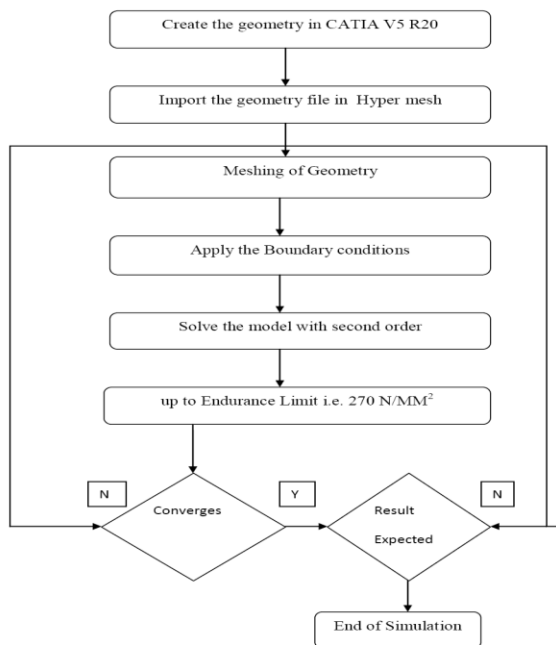 Create the geometry in CATIA V5 R20
Import the geometry file in Hyper mesh
Meshing of Geometry
Apply the Boundary conditions
Solve the model with second order
up to Endurance Limit i.e. 270 N/MM²
N
Converges
Y
Result
Expected
N
End of Simulation